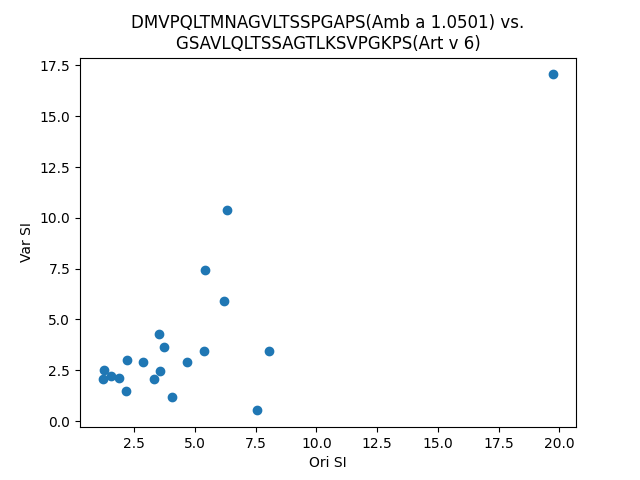 DMVPQLTMNAGVLTSSPGAPS(Amb a 1.0501) vs.
GSAVLQLTSSAGTLKSVPGKPS(Art v 6)
17.5
15.0
12.5
10.0
7.5
5.0
2.5
0.0
Var SI
2.5 5.0 7.5 10.0 12.5 15.0 17.5 20.0
Ori SI